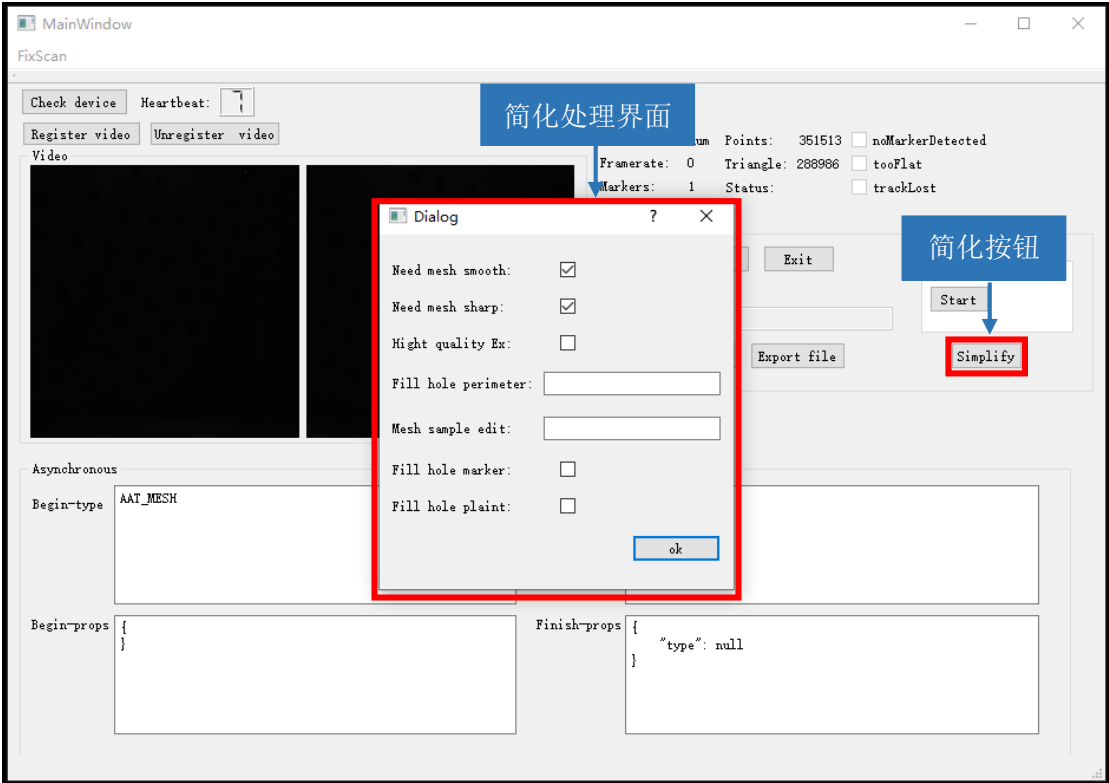 MainWindow
FixScan
Check device Heartbeat: 7
简化处理界面
Register video Unregister video
um Points: 351513 noMarkerDetected
Video
Framerate: 0 Triangle: 288986 tooFlat
Markers: 1 Status: trackLost
Dialog ?
简化按钮
Need mesh smooth:
Exit
Start
Need mesh sharp:
Hight quality Ex:
Export file Simplify
Fill hole perimeter:
Mesh sample edit:
Asynchronous
Fill hole marker:
Begin-type AAT_MESH
Fill hole plaint:
ok
Begin-props {
}
Finish-props {
"type": null
}